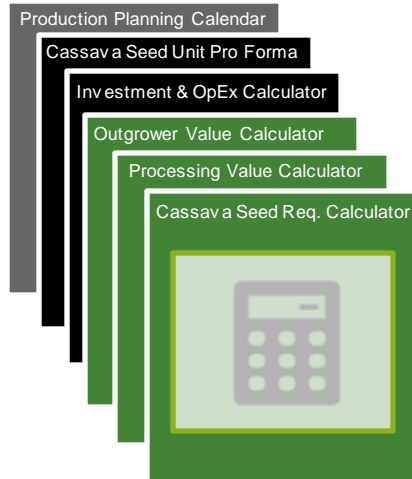 Production Planning Calendar
Cassava Seed Unit Pro Forma
Investment & OpEx Calculator
Outgrower Value Calculator
Processing Value Calculator
Cassava Seed Req. Calculator